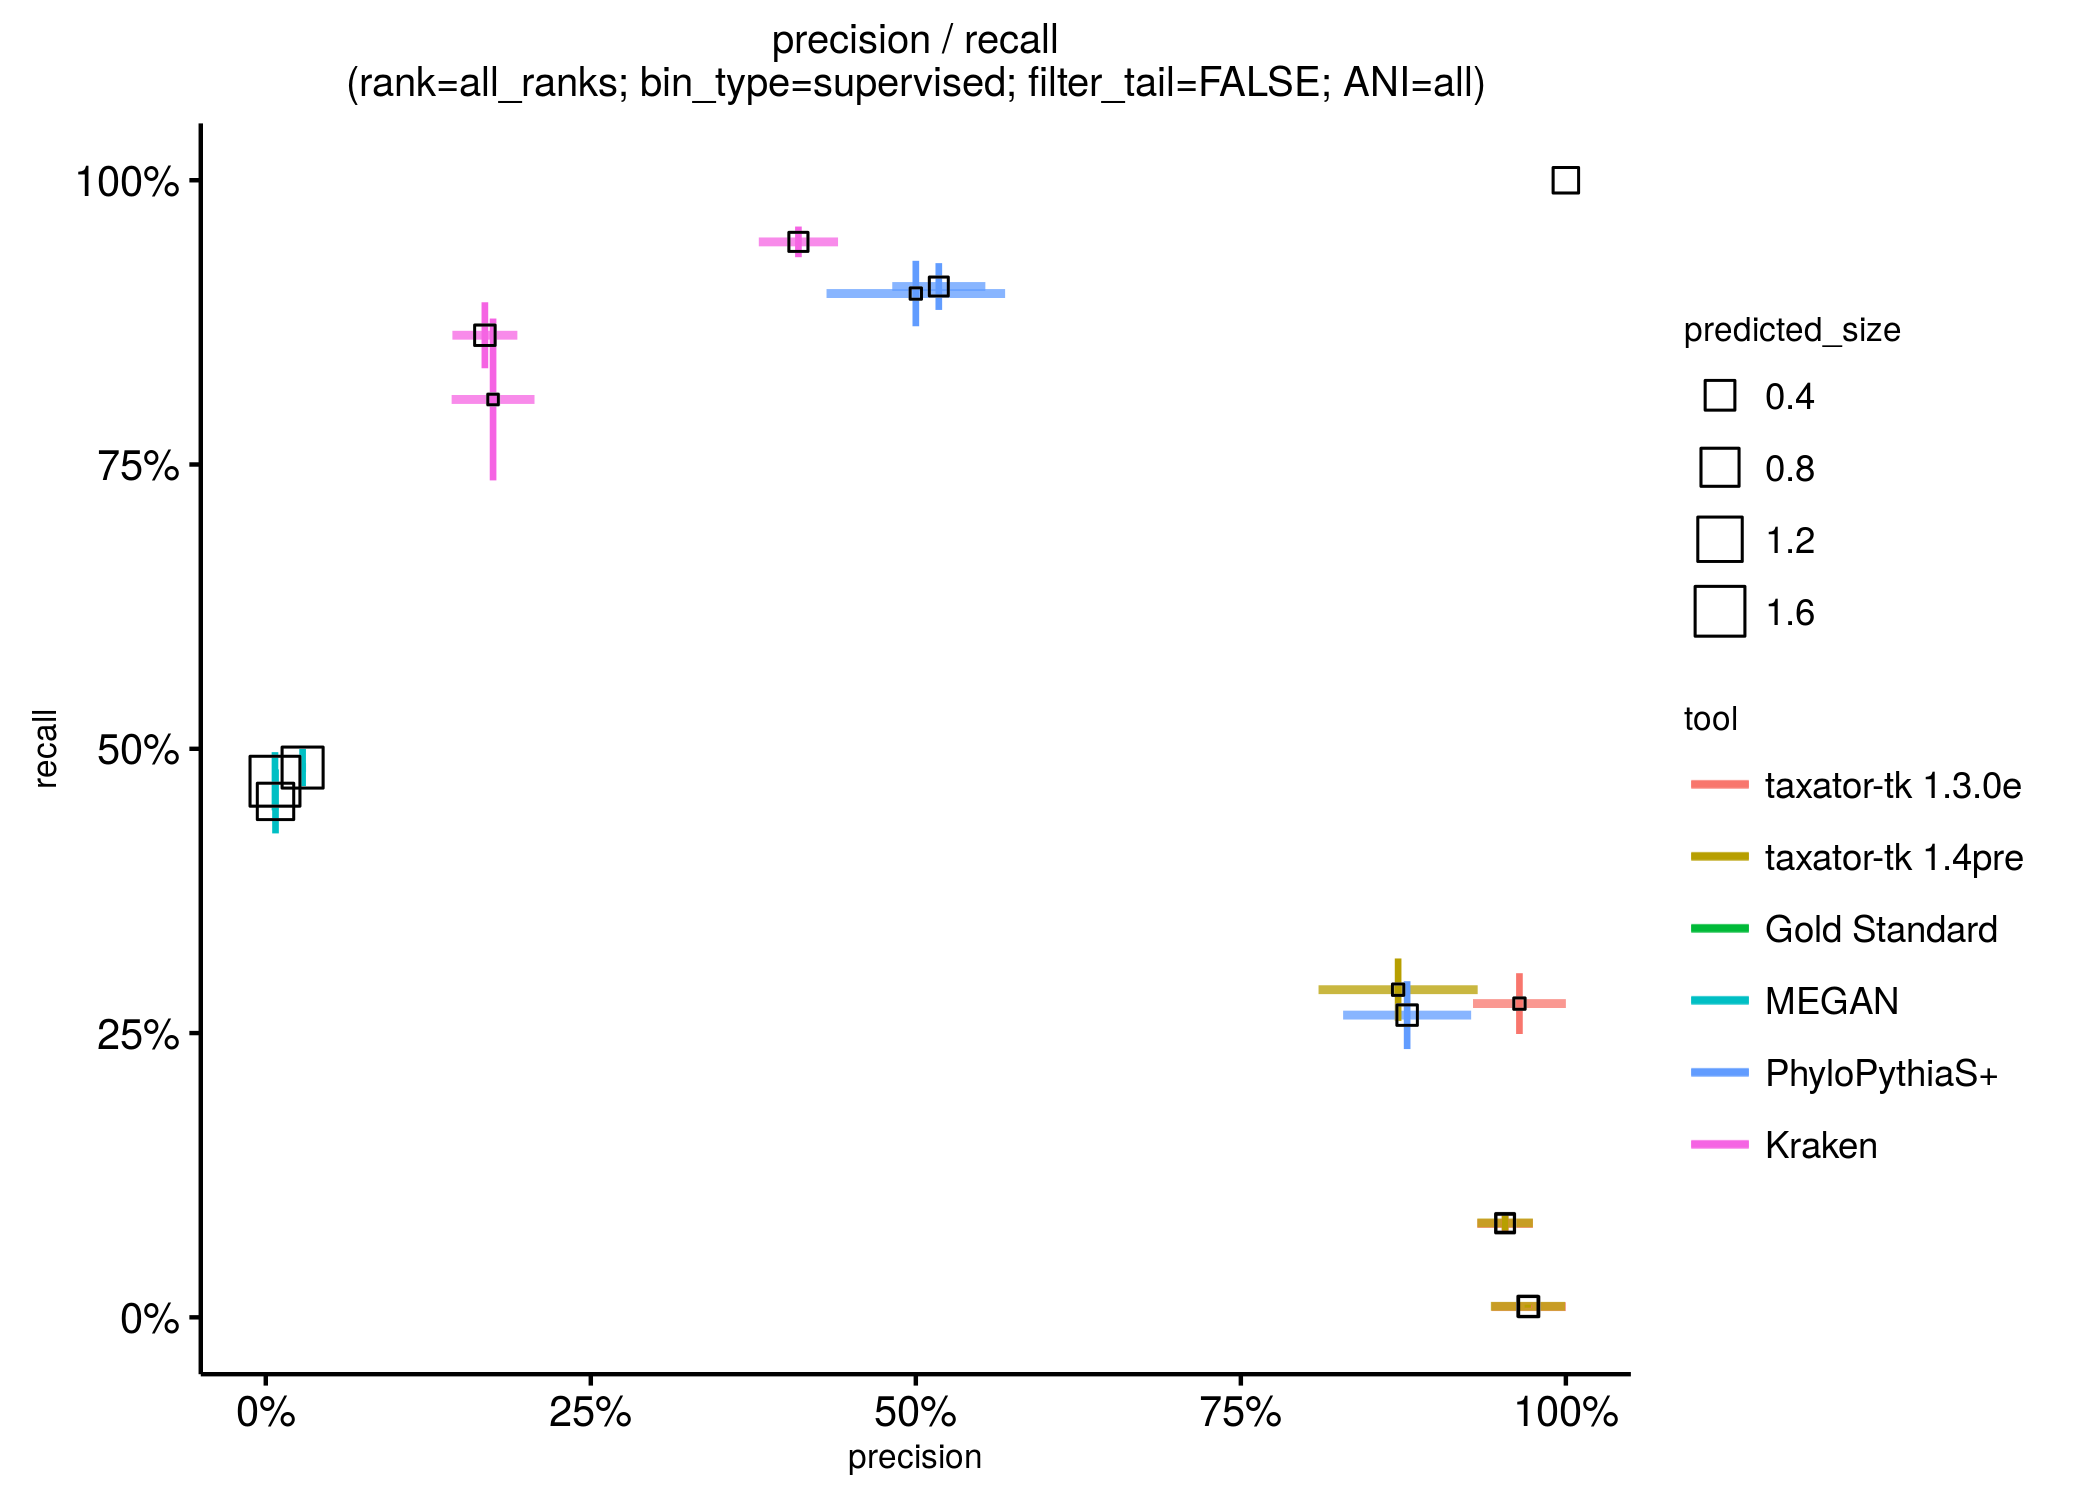 precision / recall
(rank=all_ranks; bin_type=supervised; filter_tail=FALSE; ANI=all)
100%
75%
50%
25%
0%
recall
0%
25%
50%
75%
100%
precision
predicted_size
0.4
0.8
1.2
1.6
tool
taxator-tk 1.3.0e
taxator-tk 1.4pre
Gold Standard
MEGAN
PhyloPythiaS+
Kraken